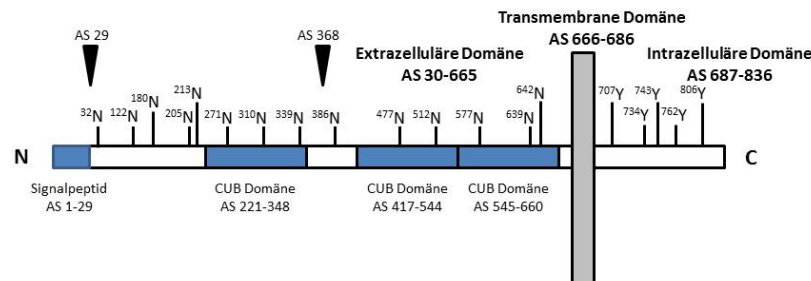 Transmembrane Domäne
AS 666-686
AS 29
AS 368
Extrazelluläre Domäne
AS 30-665
Intrazelluläre Domäne
AS 687-836
32N
122N
180N
205N
213N
271N
310N
339N
386N
477N
512N
577N
639N
642N
707Y
734Y
743Y
762Y
806Y
N
C
Signalpeptid
AS 1-29
CUB Domäne
AS 221-348
CUB Domäne
AS 417-544
CUB Domäne
AS 545-660